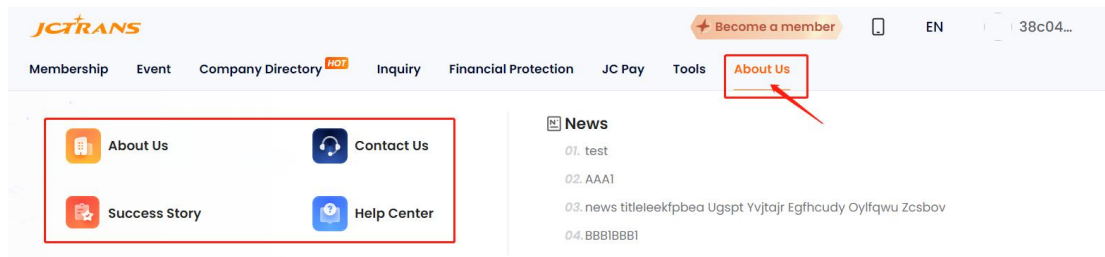 JCTRANS
Become a member EN 38c04...
Membership Event Company Directory HOT Inquiry Financial Protection JC Pay Tools About Us
News
About Us Contact Us
01. test
02. AAA1
Success Story Help Center
03. news titleleekfpbea Ugspt Yvjtajr Egfhcudy Oylfqwu Zcsbov
04. BBB1BBB1